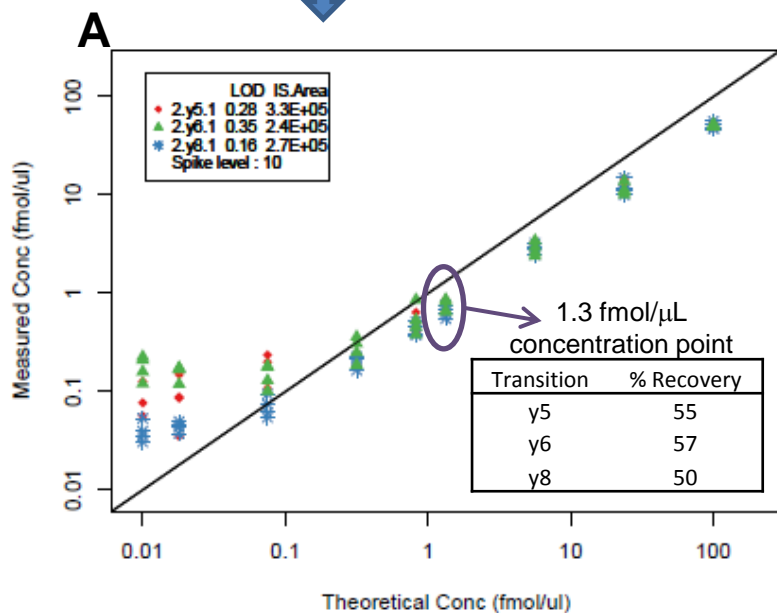 A
LOD IS.Area
2.y5.1 0.28 3.3E+05
2.y6.1 0.35 2.4E+05
2.y8.1 0.16 2.7E+05
Spike level : 10
Measured Conc (fmol/ul)
100
10
1
0.1
0.01
1.3 fmol/μL
concentration point
Transition % Recovery
y5 55
y6 57
y8 50
0.01 0.1 1 10 100
Theoretical Conc (fmol/ul)